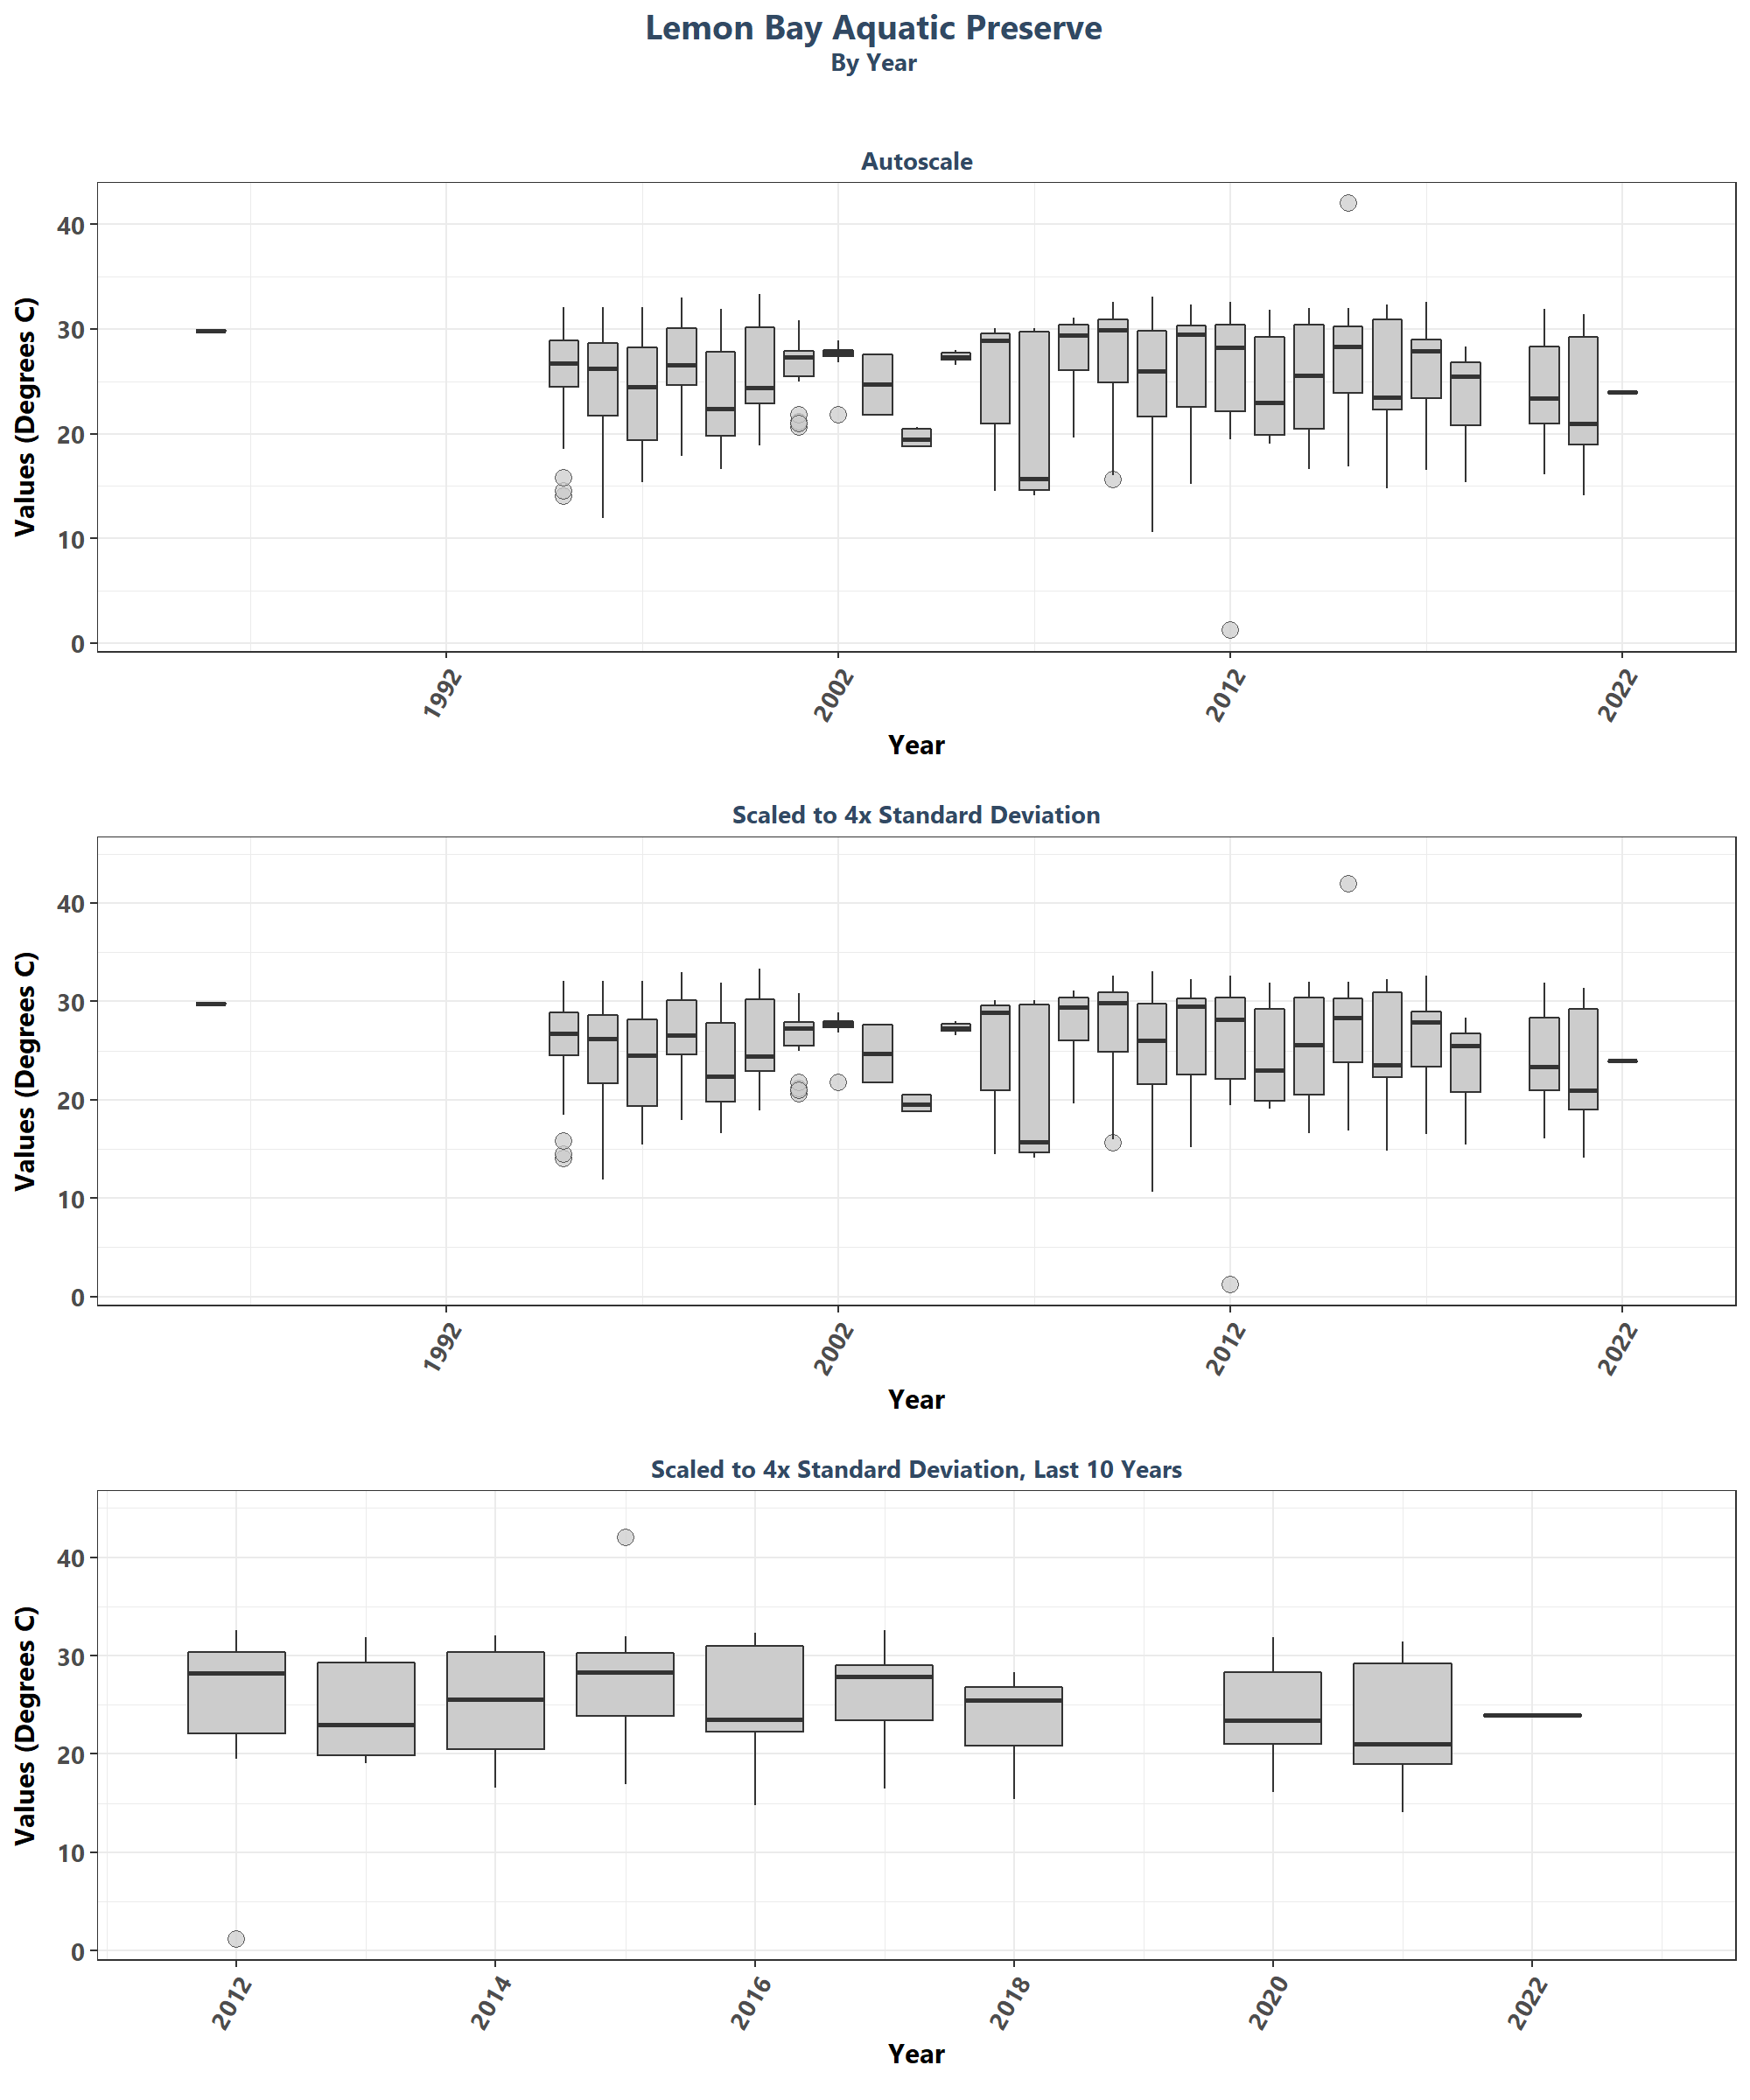 Lemon Bay Aquatic Preserve
By Year
Autoscale
Values (Degrees C)
40
30
20
10
0
1992
2002
2012
2022
Year
Scaled to 4x Standard Deviation
Values (Degrees C)
40
30
20
10
0
1992
2002
2012
2022
Year
Scaled to 4x Standard Deviation, Last 10 Years
Values (Degrees C)
40
30
20
10
0
2012
2014
2016
2018
2020
2022
Year